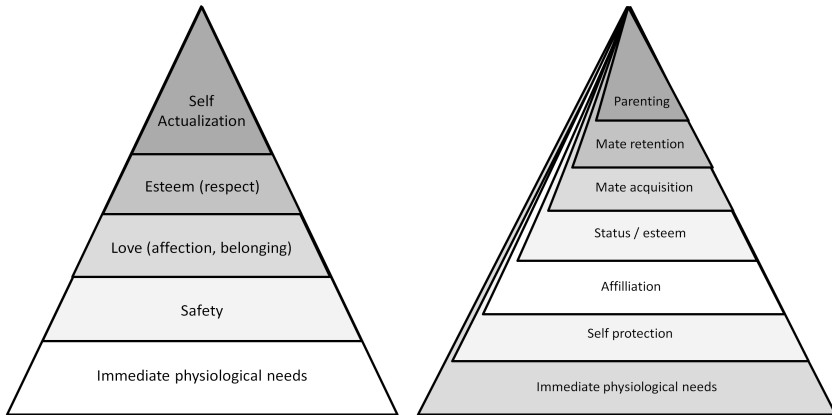 Self
Actualization
Esteem (respect)
Love (affection, belonging)
Safety
Immediate physiological needs
Parenting
Mate retention
Mate acquisition
Status / esteem
Affilliation
Self protection
Immediate physiological needs